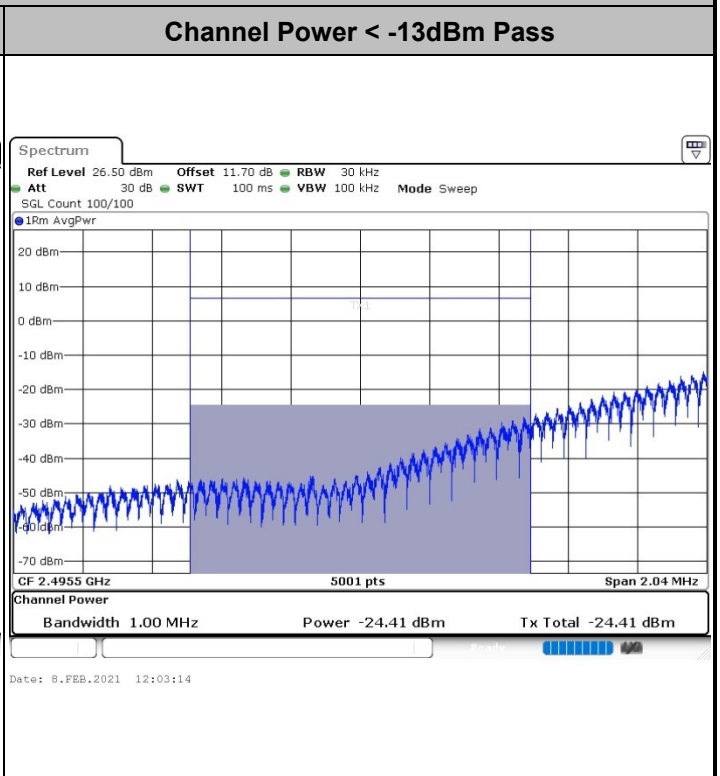 Channel Power < -13dBm Pass
Spectrum
Ref Level 26.50 dBm Offset 11.70 dB RBW 30 kHz
Att 30 dB SWT 100 ms VBW 100 kHz Mode Sweep
SGL Count 100/100
1Rm AvgPwr
20 dBm
10 dBm
TX1
0 dBm
-10 dBm
-20 dBm
-30 dBm
-40 dBm
-50 dBm
-60 dBm
-70 dBm
CF 2.4955 GHz 5001 pts Span 2.04 MHz
Channel Power
Bandwidth 1.00 MHz Power -24.41 dBm Tx Total -24.41 dBm
Ready
Date: 8.FEB.2021 12:03:14